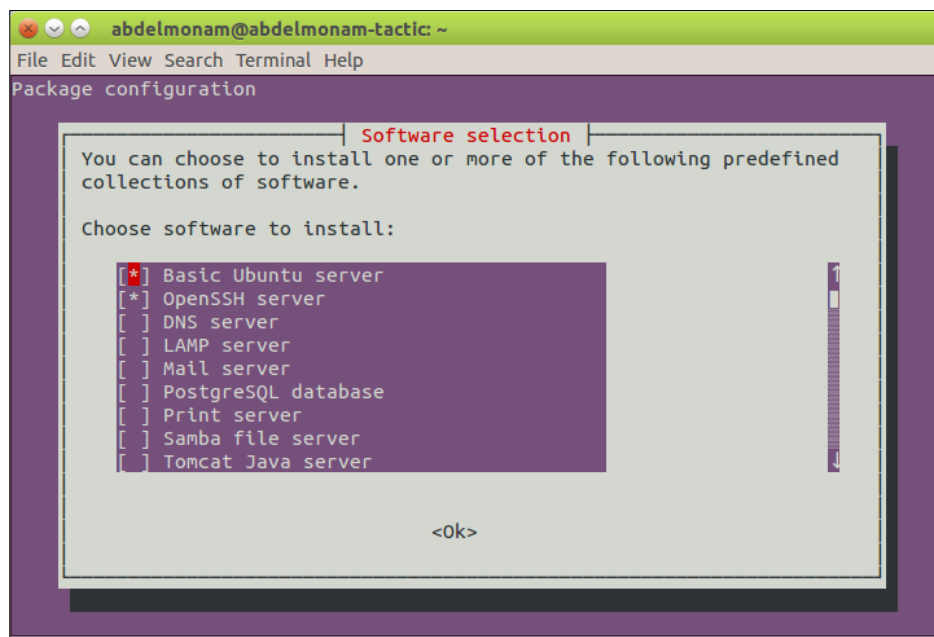 abdelmonam@abdelmonam-tactic: ~
File Edit View Search Terminal Help
Package configuration
Software selection
You can choose to install one or more of the following predefined
collections of software.
Choose software to install:
[*] Basic Ubuntu server
[*] OpenSSH server
[ ] DNS server
[ ] LAMP server
[ ] Mail server
[ ] PostgreSQL database
[ ] Print server
[ ] Samba file server
[ ] Tomcat Java server
<Ok>